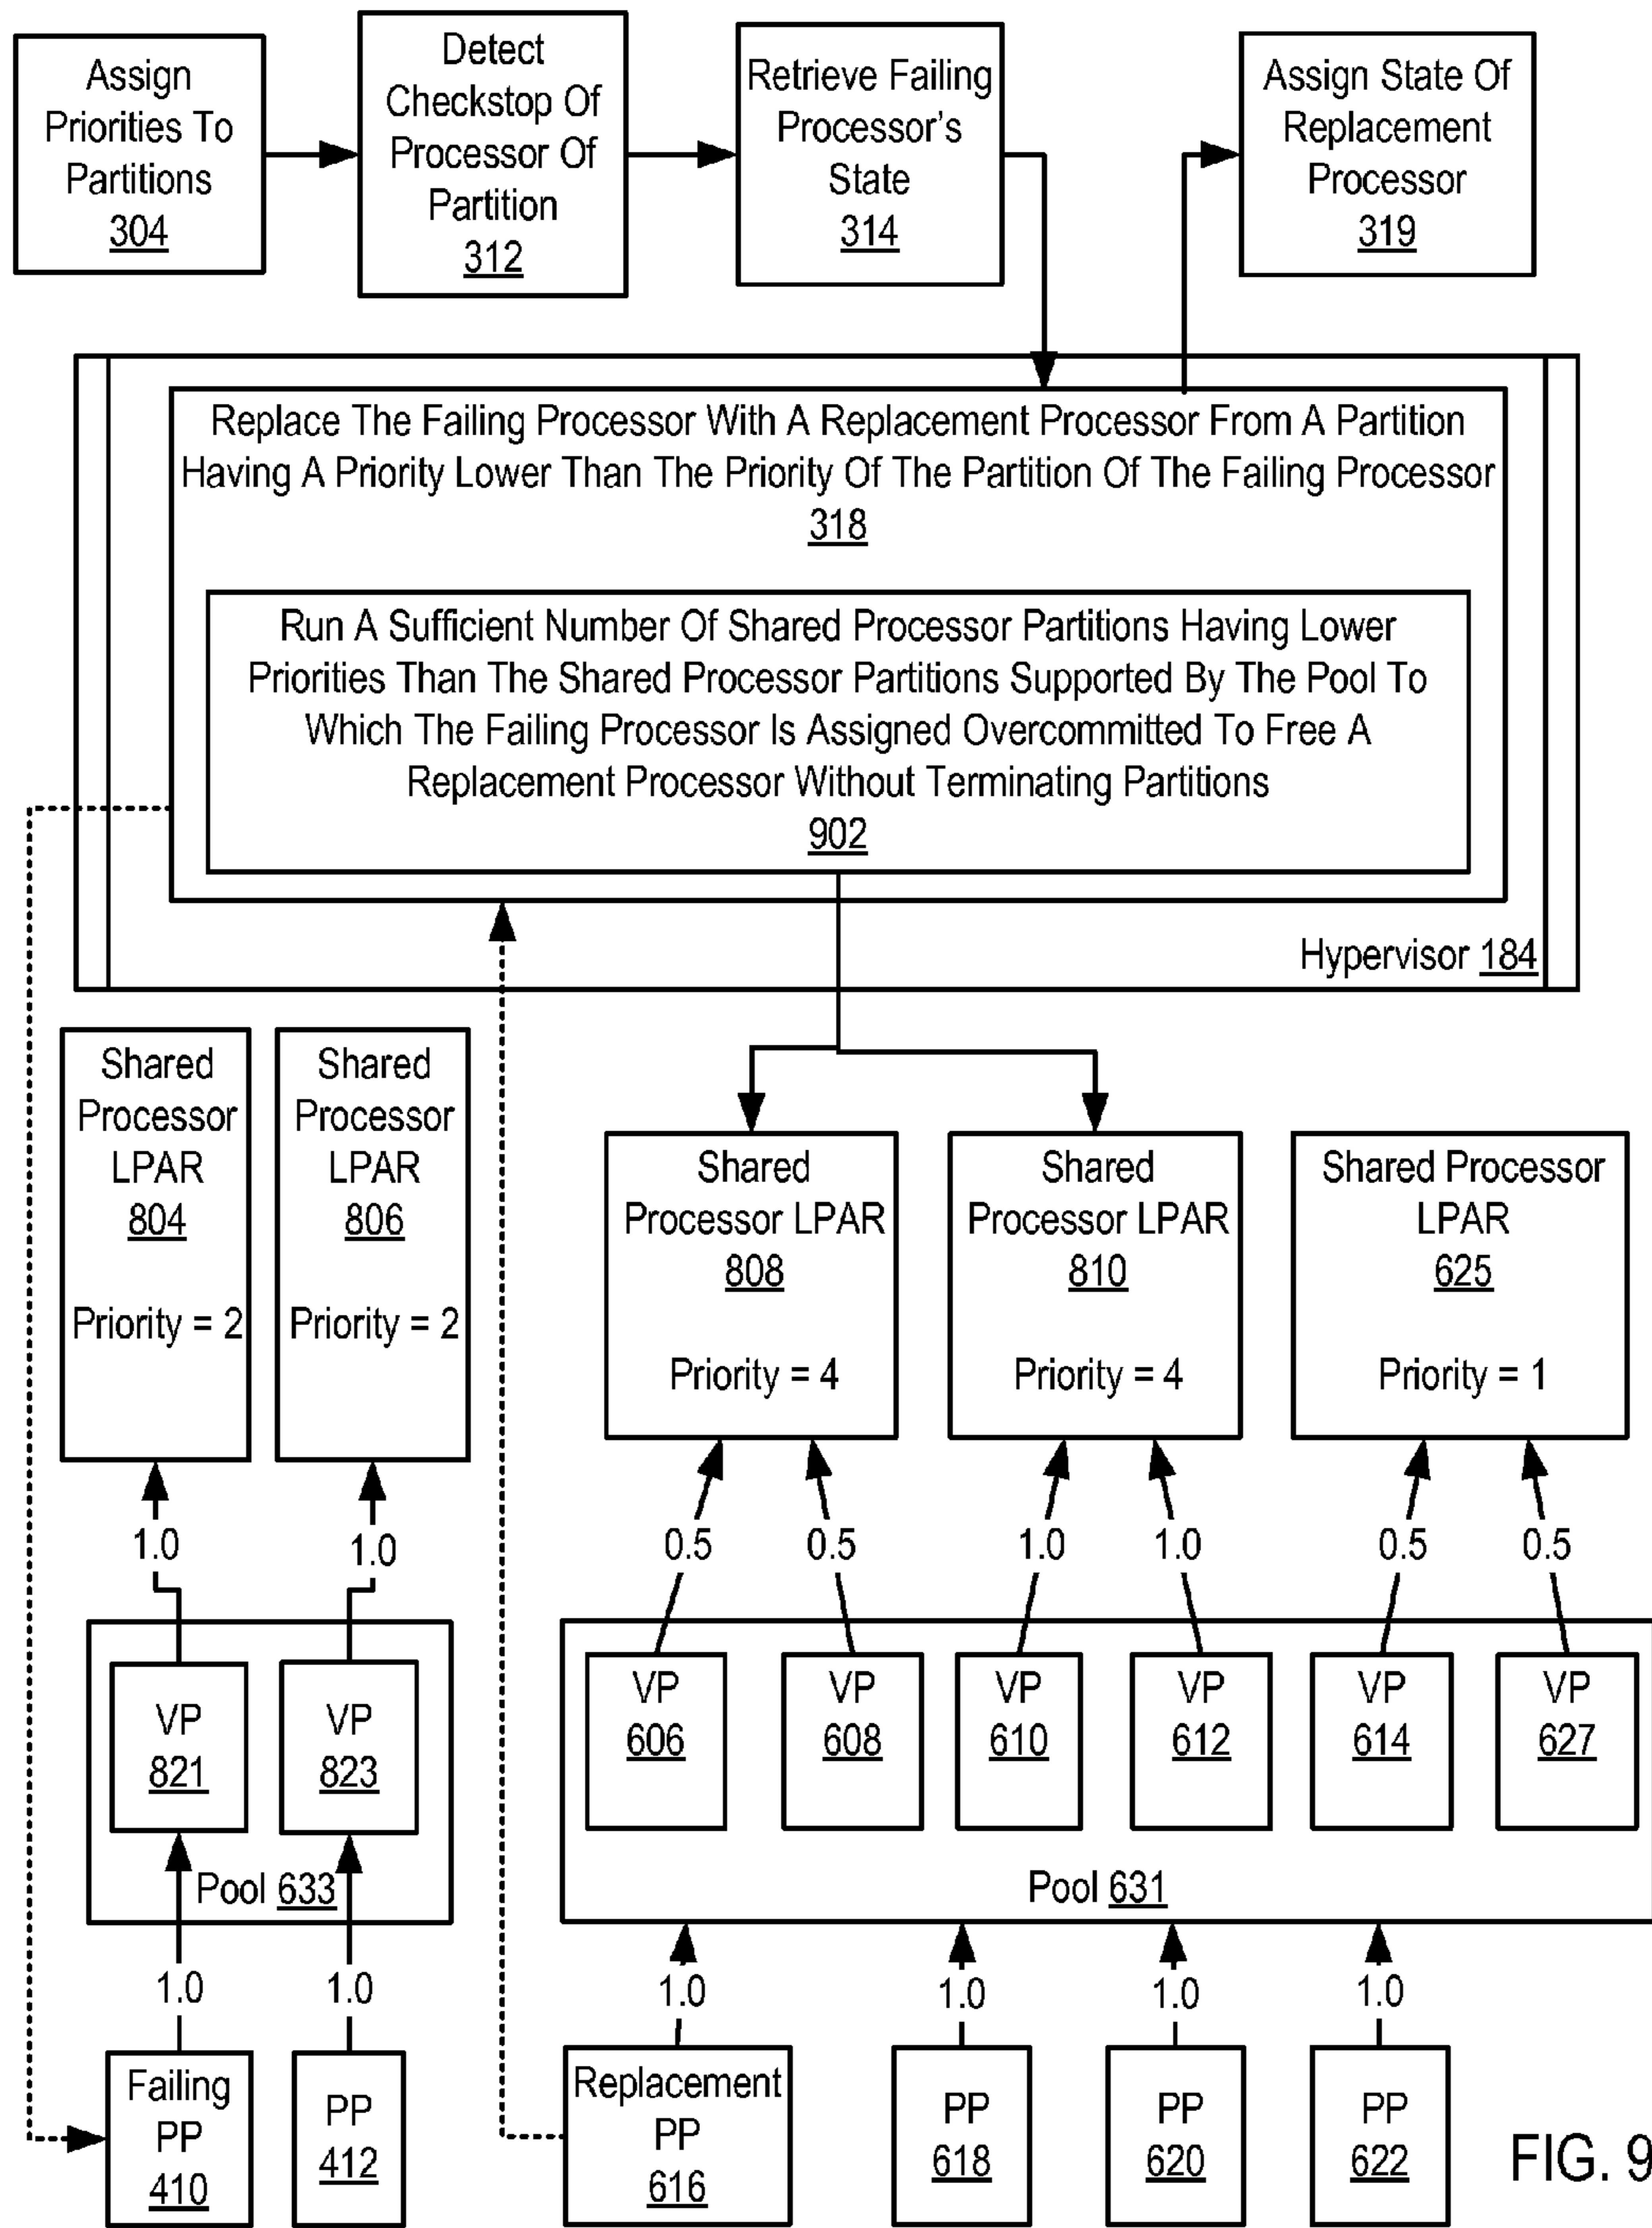 Assign
Priorities To
Partitions
304
Detect
Checkstop Of
Processor Of
Partition
312
Retrieve Failing
Processor's
State
314
Assign State Of
Replacement
Processor
319
Replace The Failing Processor With A Replacement Processor From A Partition
Having A Priority Lower Than The Priority Of The Partition Of The Failing Processor
318
Run A Sufficient Number Of Shared Processor Partitions Having Lower
Priorities Than The Shared Processor Partitions Supported By The Pool To
Which The Failing Processor Is Assigned Overcommitted To Free A
Replacement Processor Without Terminating Partitions
902
Hypervisor 184
Shared
Processor
LPAR
804
Priority = 2
Shared
Processor
LPAR
806
Priority = 2
Shared
Processor LPAR
808
Priority = 4
Shared
Processor LPAR
810
Priority = 4
Shared Processor
LPAR
625
Priority = 1
1.0
1.0
0.5
0.5
1.0
1.0
0.5
0.5
VP
821
VP
823
Pool 633
VP
606
VP
608
VP
610
VP
612
VP
614
VP
627
Pool 631
1.0
1.0
1.0
1.0
1.0
1.0
Failing
PP
410
PP
412
Replacement
PP
616
PP
618
PP
620
PP
622
FIG. 9